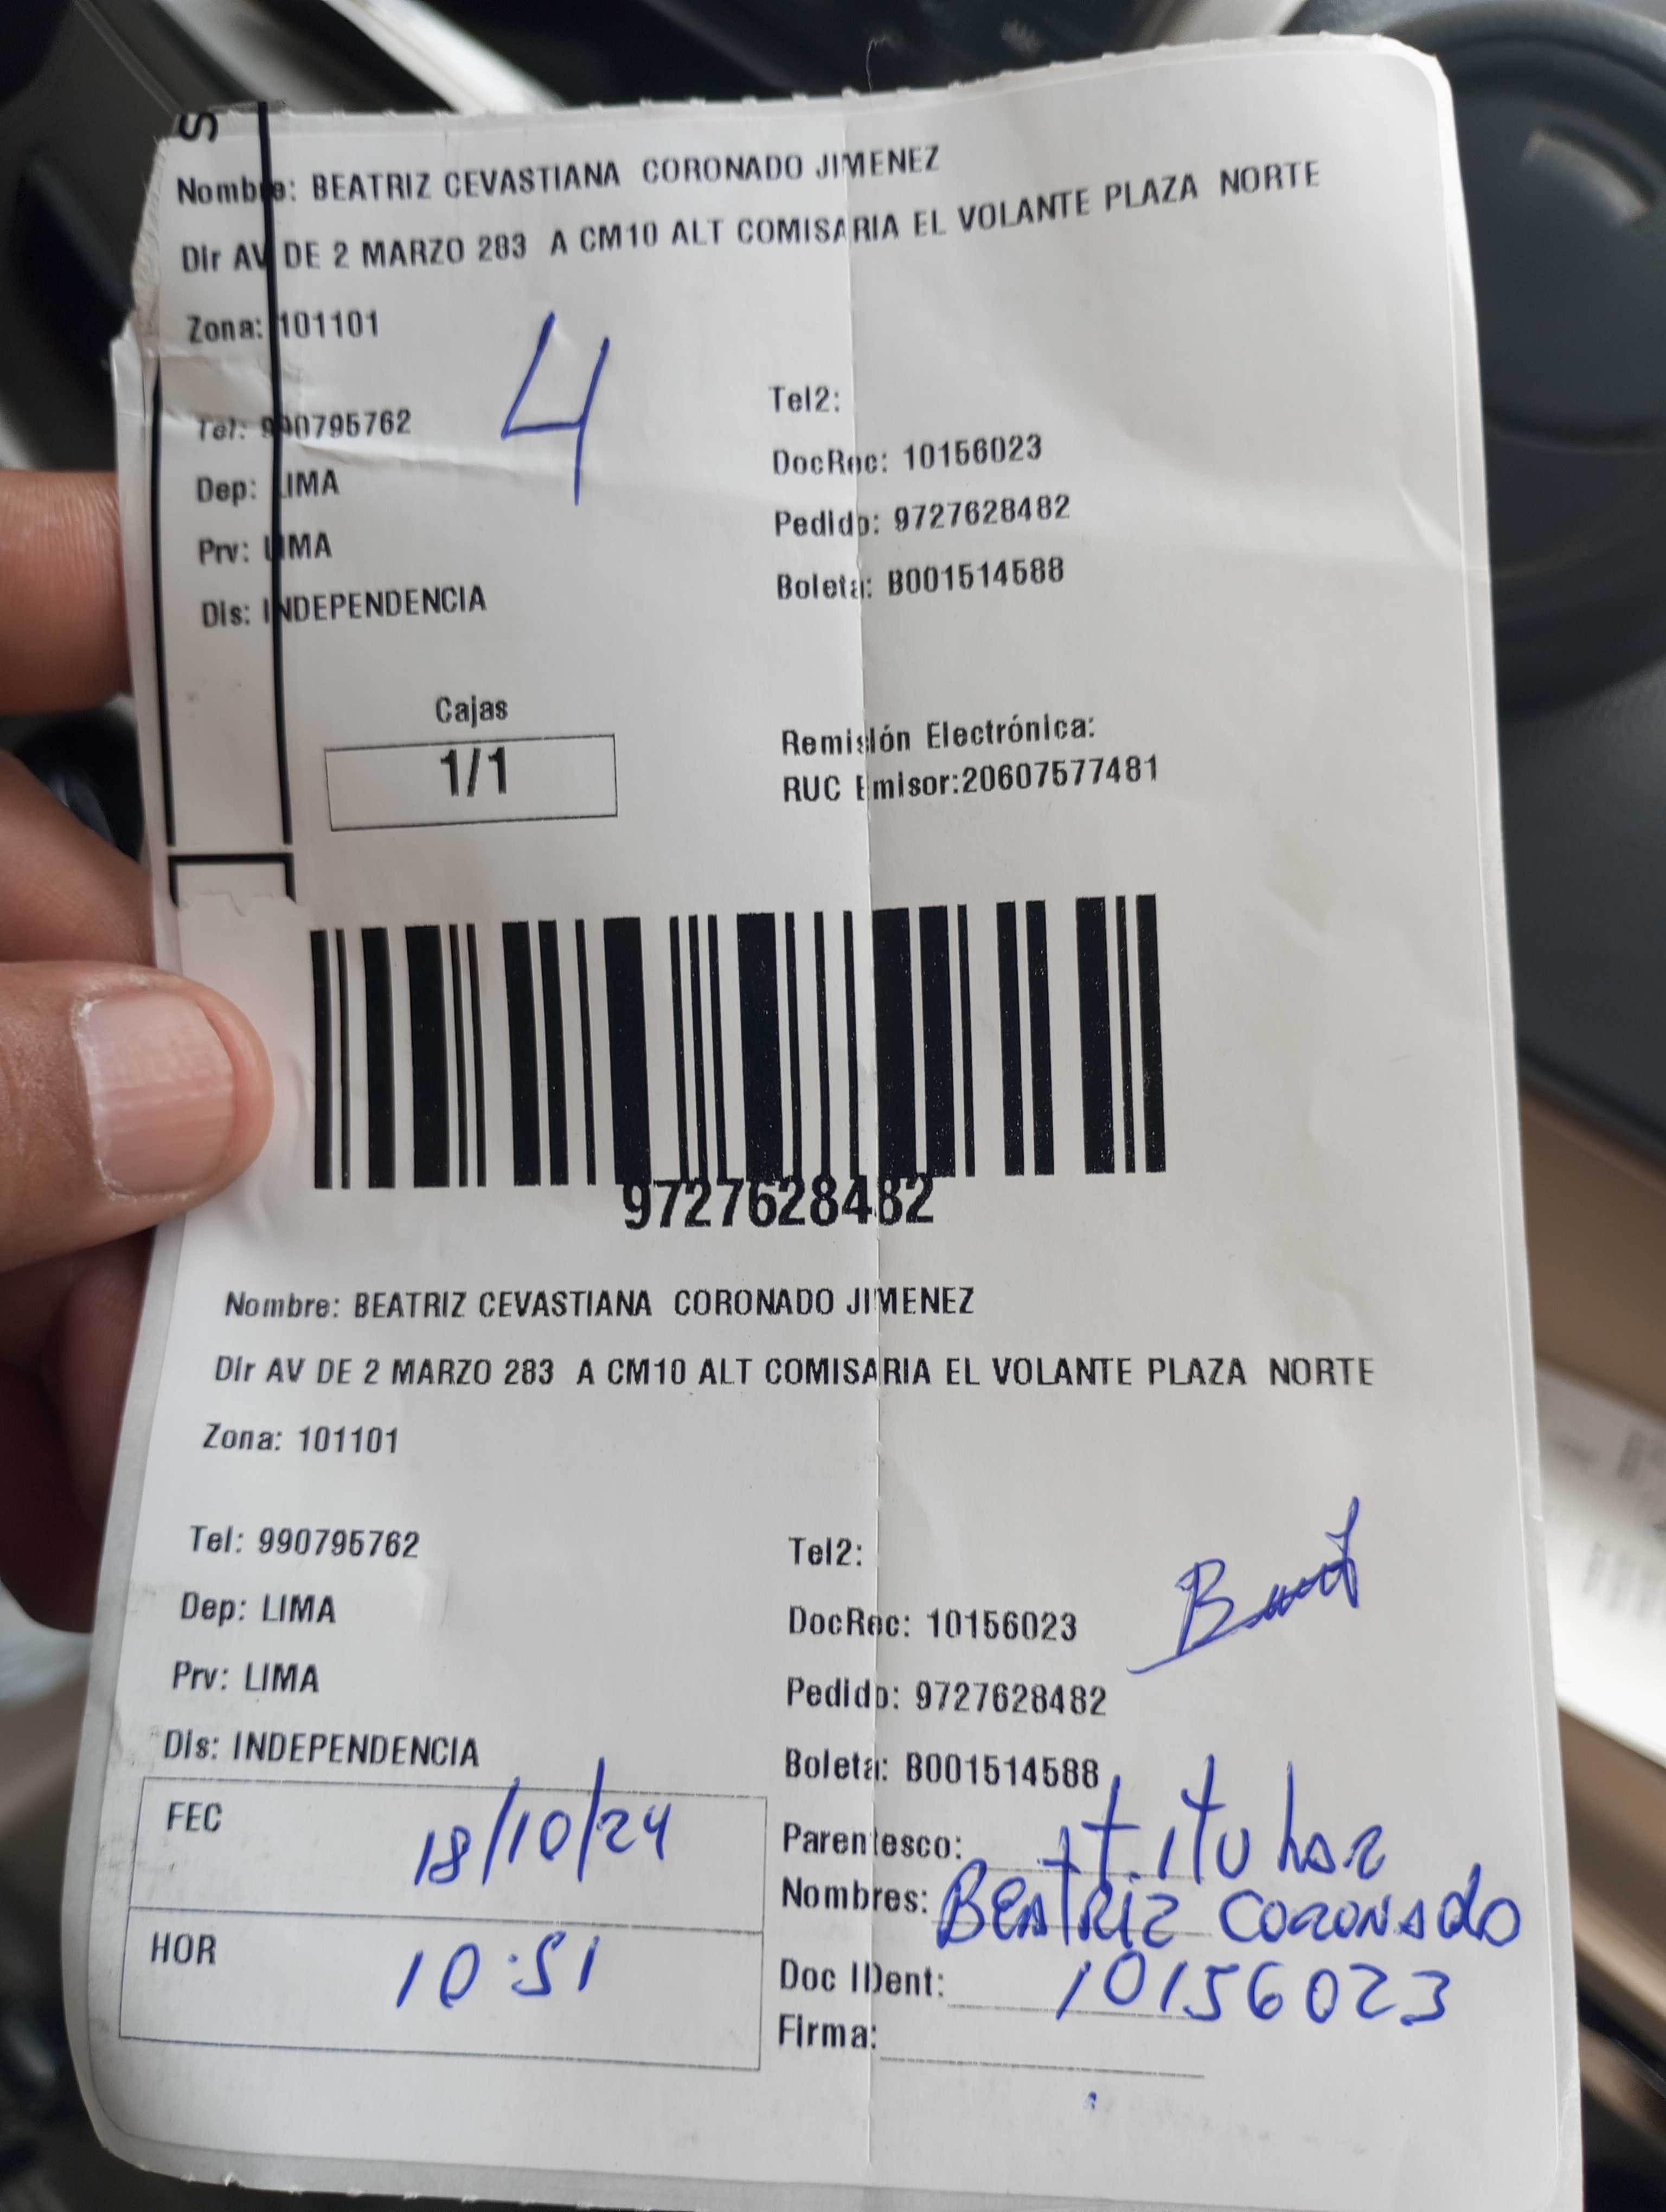 S
Nombre: BEATRIZ CEVASTIANA CORONADO JIMENEZ
Dir AV DE 2 MARZO 283 A CM10 ALT COMISARIA EL VOLANTE PLAZA NORTE
Zona: 101101
4
Tel: 990795762
Tel2:
DocRec: 10156023
Dep: LIMA
Pedido: 9727628482
Prv: LIMA
Boleta: B001514588
Dis: INDEPENDENCIA
Cajas
1/1
Remisión Electrónica:
RUC Emisor:20607577481
9727628482
Nombre: BEATRIZ CEVASTIANA CORONADO JIMENEZ
Dir AV DE 2 MARZO 283 A CM10 ALT COMISARIA EL VOLANTE PLAZA NORTE
Zona: 101101
Tel: 990795762
Tel2:
Dep: LIMA
DocRec: 10156023
Prv: LIMA
Pedido: 9727628482
Dis: INDEPENDENCIA
Boleta: B001514588
FEC 18/10/24
HOR 10:51
Parentesco: titular
Nombres: BEATRIZ CORONADO
Doc IDent: 10156023
Firma: